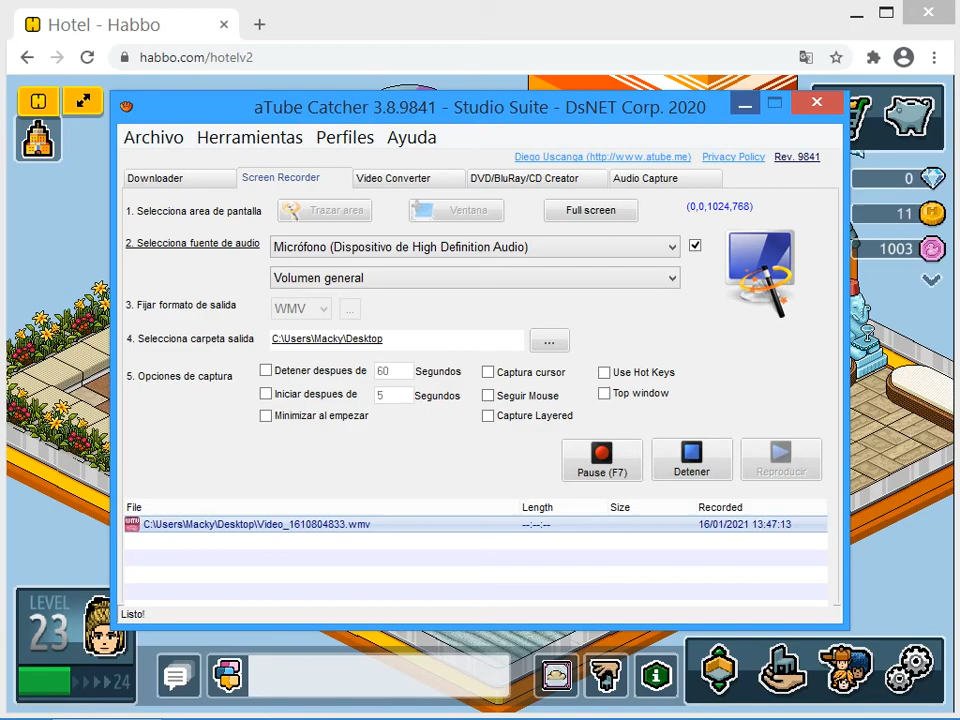 Hotel - Habbo
habbo.com/hotelv2
aTube Catcher 3.8.9841 - Studio Suite - DsNET Corp. 2020
Archivo Herramientas Perfiles Ayuda
Diego Uscanga (http://www.atube.me) Privacy Policy Rev. 9841
Downloader Screen Recorder Video Converter DVD/BluRay/CD Creator Audio Capture
1. Selecciona area de pantalla Trazar area Ventana Full screen (0,0,1024,768)
2. Selecciona fuente de audio Micrófono (Dispositivo de High Definition Audio)
Volumen general
3. Fijar formato de salida WMV ...
4. Selecciona carpeta salida C:\Users\Macky\Desktop ...
5. Opciones de captura
Detener despues de 60 Segundos Captura cursor Use Hot Keys
Iniciar despues de 5 Segundos Seguir Mouse Top window
Minimizar al empezar Capture Layered
Pause (F7) Detener Reproducir
File Length Size Recorded
C:\Users\Macky\Desktop\Video_1610804833.wmv --:--:-- 16/01/2021 13:47:13
Listo!
0
11
1003
LEVEL
23
24